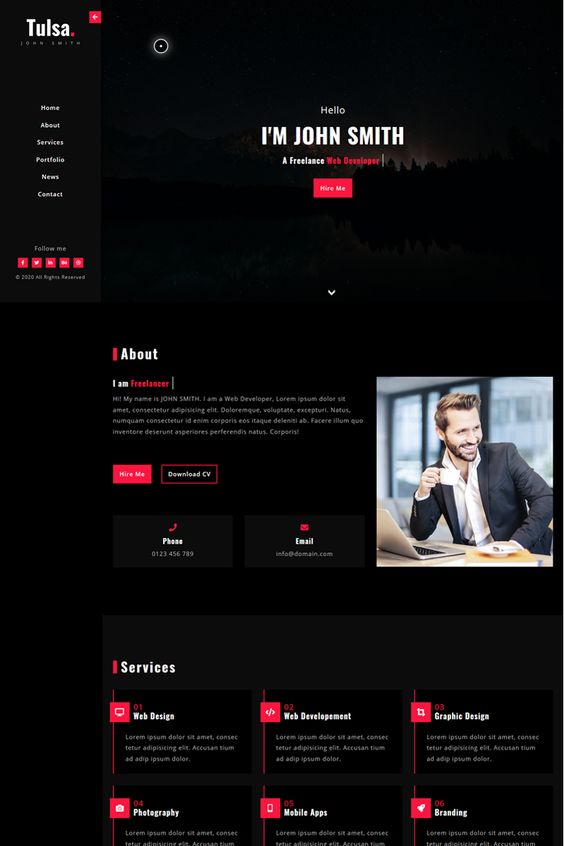 Tulsa.
JOHN SMITH
Home
About
Services
Portfolio
News
Contact
Follow me
© 2020 All Rights Reserved
Hello
I'M JOHN SMITH
A Freelance Web Developer
Hire Me
About
I am Freelancer
Hi! My name is JOHN SMITH. I am a Web Developer, Lorem ipsum dolor sit
amet, consectetur adipisicing elit. Doloremque, voluptate, excepturi. Natus,
numquam consectetur id enim corporis eos itaque deleniti ab. Facere illum quo
inventore deserunt asperiores perferendis natus. Corporis!
Hire Me
Download CV
Phone
0123 456 789
Email
info@domain.com
Services
01
Web Design
Lorem ipsum dolor sit amet, consec
tetur adipisicing elit. Accusan tium
ad adip ipsum dolor.
02
Web Developement
Lorem ipsum dolor sit amet, consec
tetur adipisicing elit. Accusan tium
ad adip ipsum dolor.
03
Graphic Design
Lorem ipsum dolor sit amet, consec
tetur adipisicing elit. Accusan tium
ad adip ipsum dolor.
04
Photography
Lorem ipsum dolor sit amet, consec
05
Mobile Apps
Lorem ipsum dolor sit amet, consec
06
Branding
Lorem ipsum dolor sit amet, consec